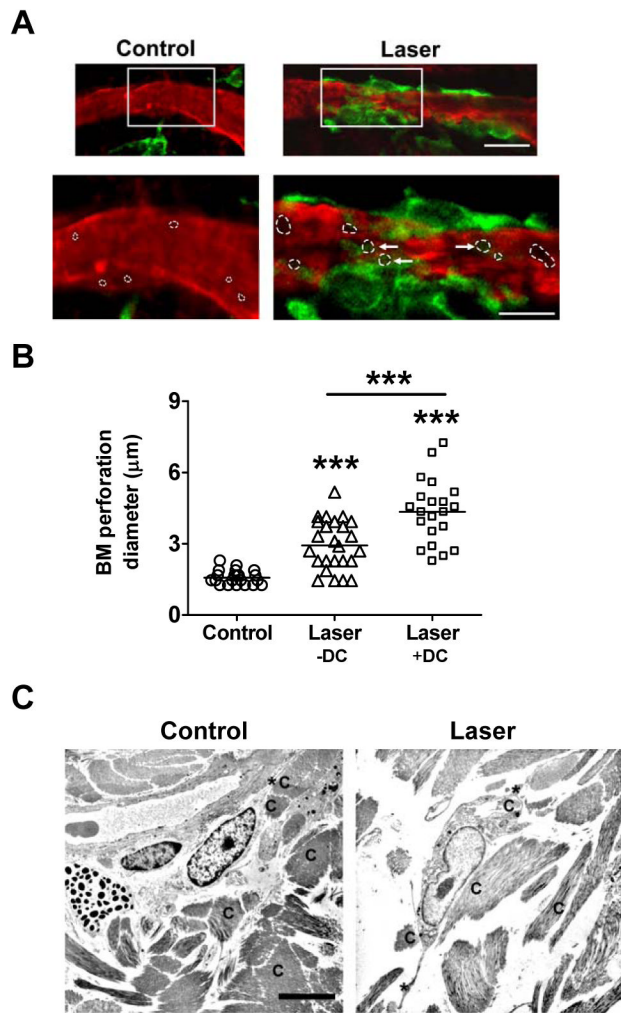 A
Control Laser
B
BM perforation
diameter (μm)
9
6
3
0
***
***
***
Control Laser Laser
-DC +DC
C
Control Laser
* C
C
C
C
C
*
C
*
C
C
C
*